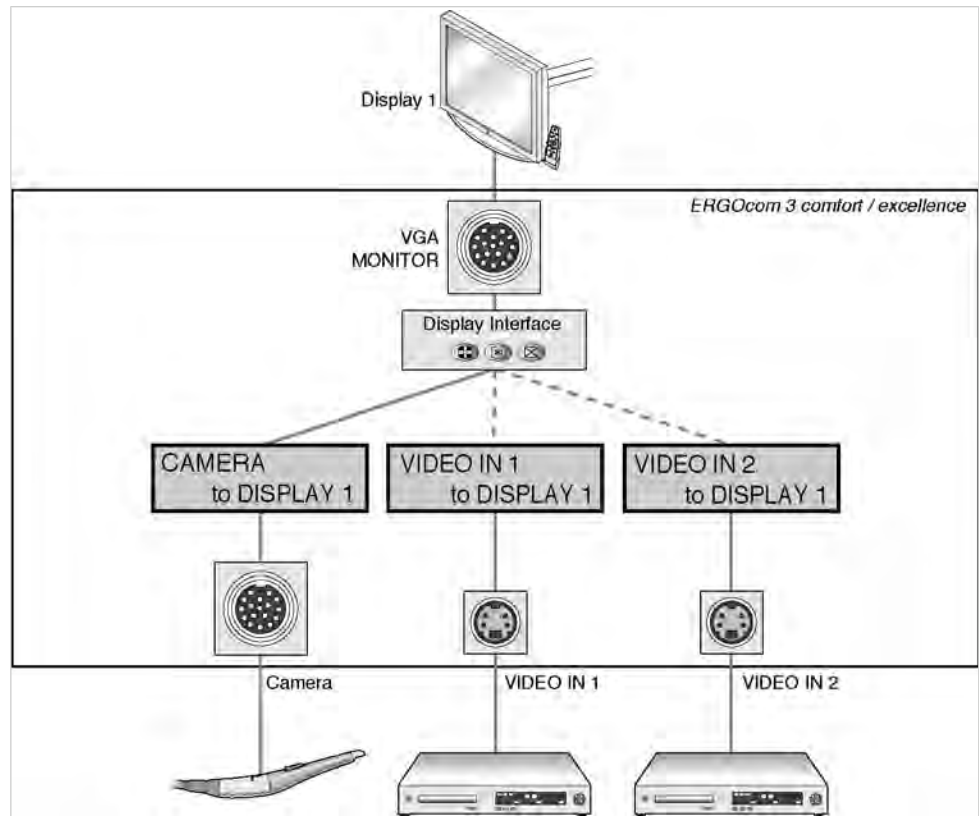 Display 1
ERGOcom 3 comfort / excellence
VGA
MONITOR
Display Interface
CAMERA
to DISPLAY 1
VIDEO IN 1
to DISPLAY 1
VIDEO IN 2
to DISPLAY 1
Camera
VIDEO IN 1
VIDEO IN 2